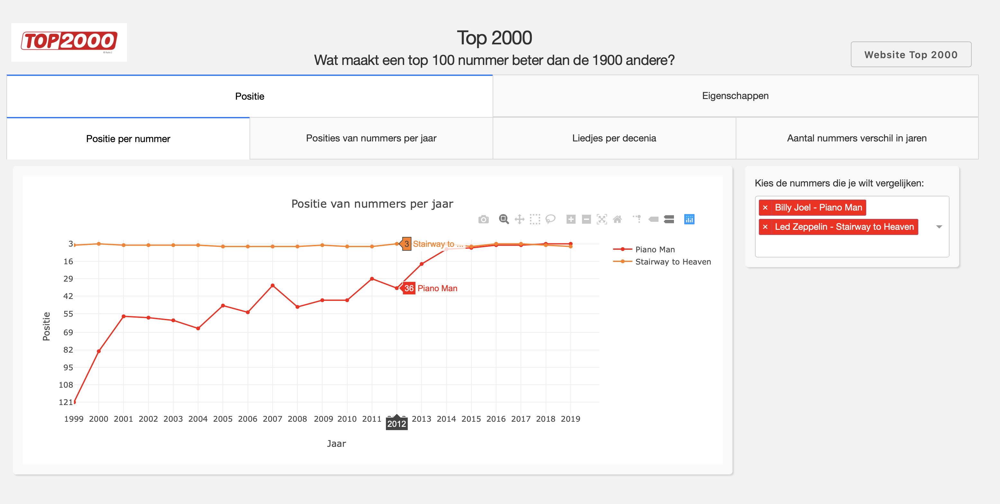 TOP2000
© Radio 2
Top 2000
Wat maakt een top 100 nummer beter dan de 1900 andere?
Website Top 2000
Positie
Eigenschappen
Positie per nummer
Posities van nummers per jaar
Liedjes per decenia
Aantal nummers verschil in jaren
Positie van nummers per jaar
Kies de nummers die je wilt vergelijken:
× Billy Joel - Piano Man
× Led Zeppelin - Stairway to Heaven
3
16
29
42
55
69
82
95
108
121
Positie
3 Stairway to ...
36 Piano Man
Piano Man
Stairway to Heaven
1999 2000 2001 2002 2003 2004 2005 2006 2007 2008 2009 2010 2011 2012 2013 2014 2015 2016 2017 2018 2019
Jaar